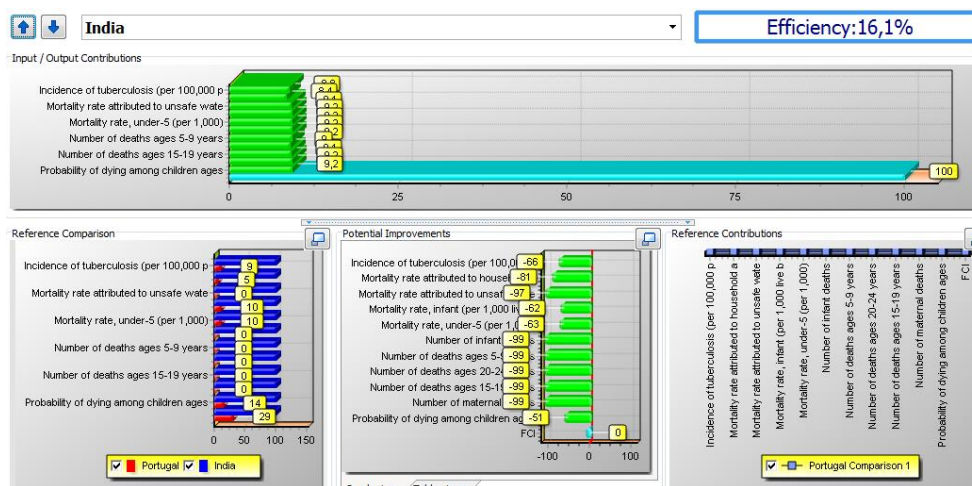 India
Efficiency:16,1%
Input / Output Contributions
Incidence of tuberculosis (per 100,000 p
Mortality rate attributed to unsafe wate
Mortality rate, under-5 (per 1,000)
Number of deaths ages 5-9 years
Number of deaths ages 15-19 years
Probability of dying among children ages
9,2
100
0 25 50 75 100
Reference Comparison
Incidence of tuberculosis (per 100,000 p
Mortality rate attributed to unsafe wate
Mortality rate, under-5 (per 1,000)
Number of deaths ages 5-9 years
Number of deaths ages 15-19 years
Probability of dying among children ages
9
5
0
10
10
0
0
0
0
0
14
29
0 50 100 150
Portugal India
Potential Improvements
Incidence of tuberculosis (per 100,0
Mortality rate attributed to househ
Mortality rate attributed to unsaf
Mortality rate, infant (per 1,000 liv
Mortality rate, under-5 (per 1,0
Number of infant
Number of deaths ages 5-
Number of deaths ages 20-2
Number of deaths ages 15-1
Number of maternal
Probability of dying among children ag
FCI
-66
-81
-97
-62
-63
-99
-99
-99
-99
-99
-51
0
-100 0 100
Reference Contributions
Incidence of tuberculosis (per 100,000 p
Mortality rate attributed to household a
Mortality rate attributed to unsafe wate
Mortality rate, infant (per 1,000 live b
Mortality rate, under-5 (per 1,000)
Number of infant deaths
Number of deaths ages 5-9 years
Number of deaths ages 20-24 years
Number of deaths ages 15-19 years
Number of maternal deaths
Probability of dying among children ages
FCI
Portugal Comparison 1